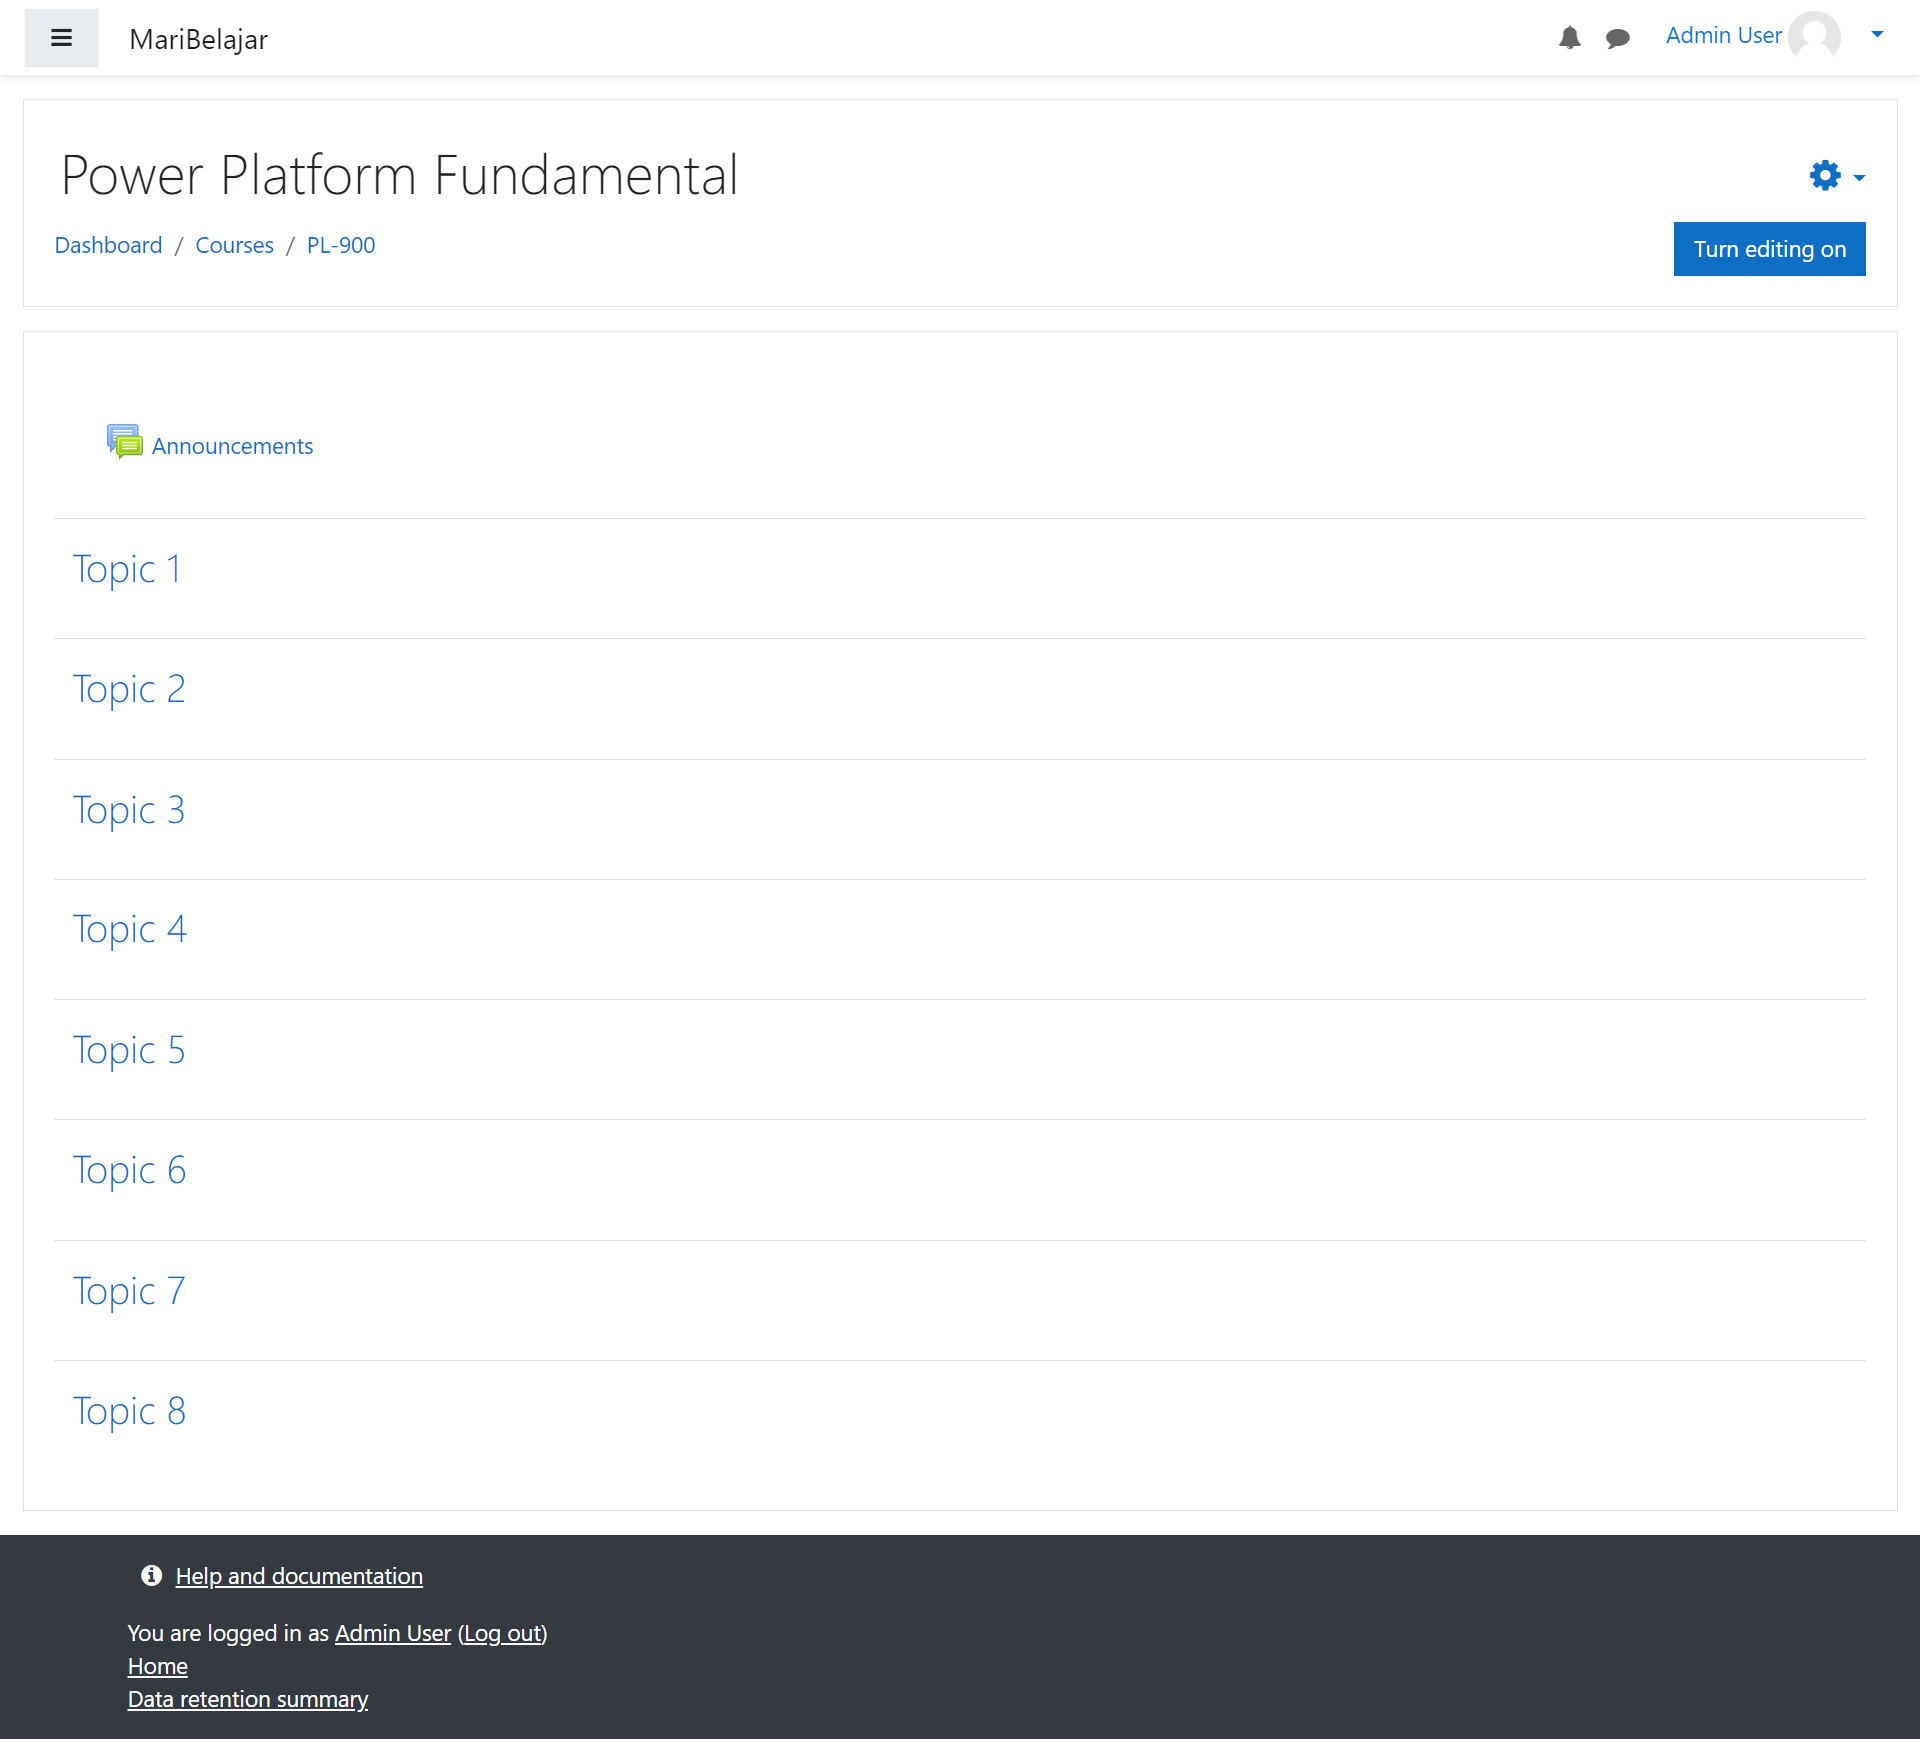 MariBelajar
Admin User
Power Platform Fundamental
Dashboard / Courses / PL-900
Turn editing on
Announcements
Topic 1
Topic 2
Topic 3
Topic 4
Topic 5
Topic 6
Topic 7
Topic 8
Help and documentation
You are logged in as Admin User (Log out)
Home
Data retention summary